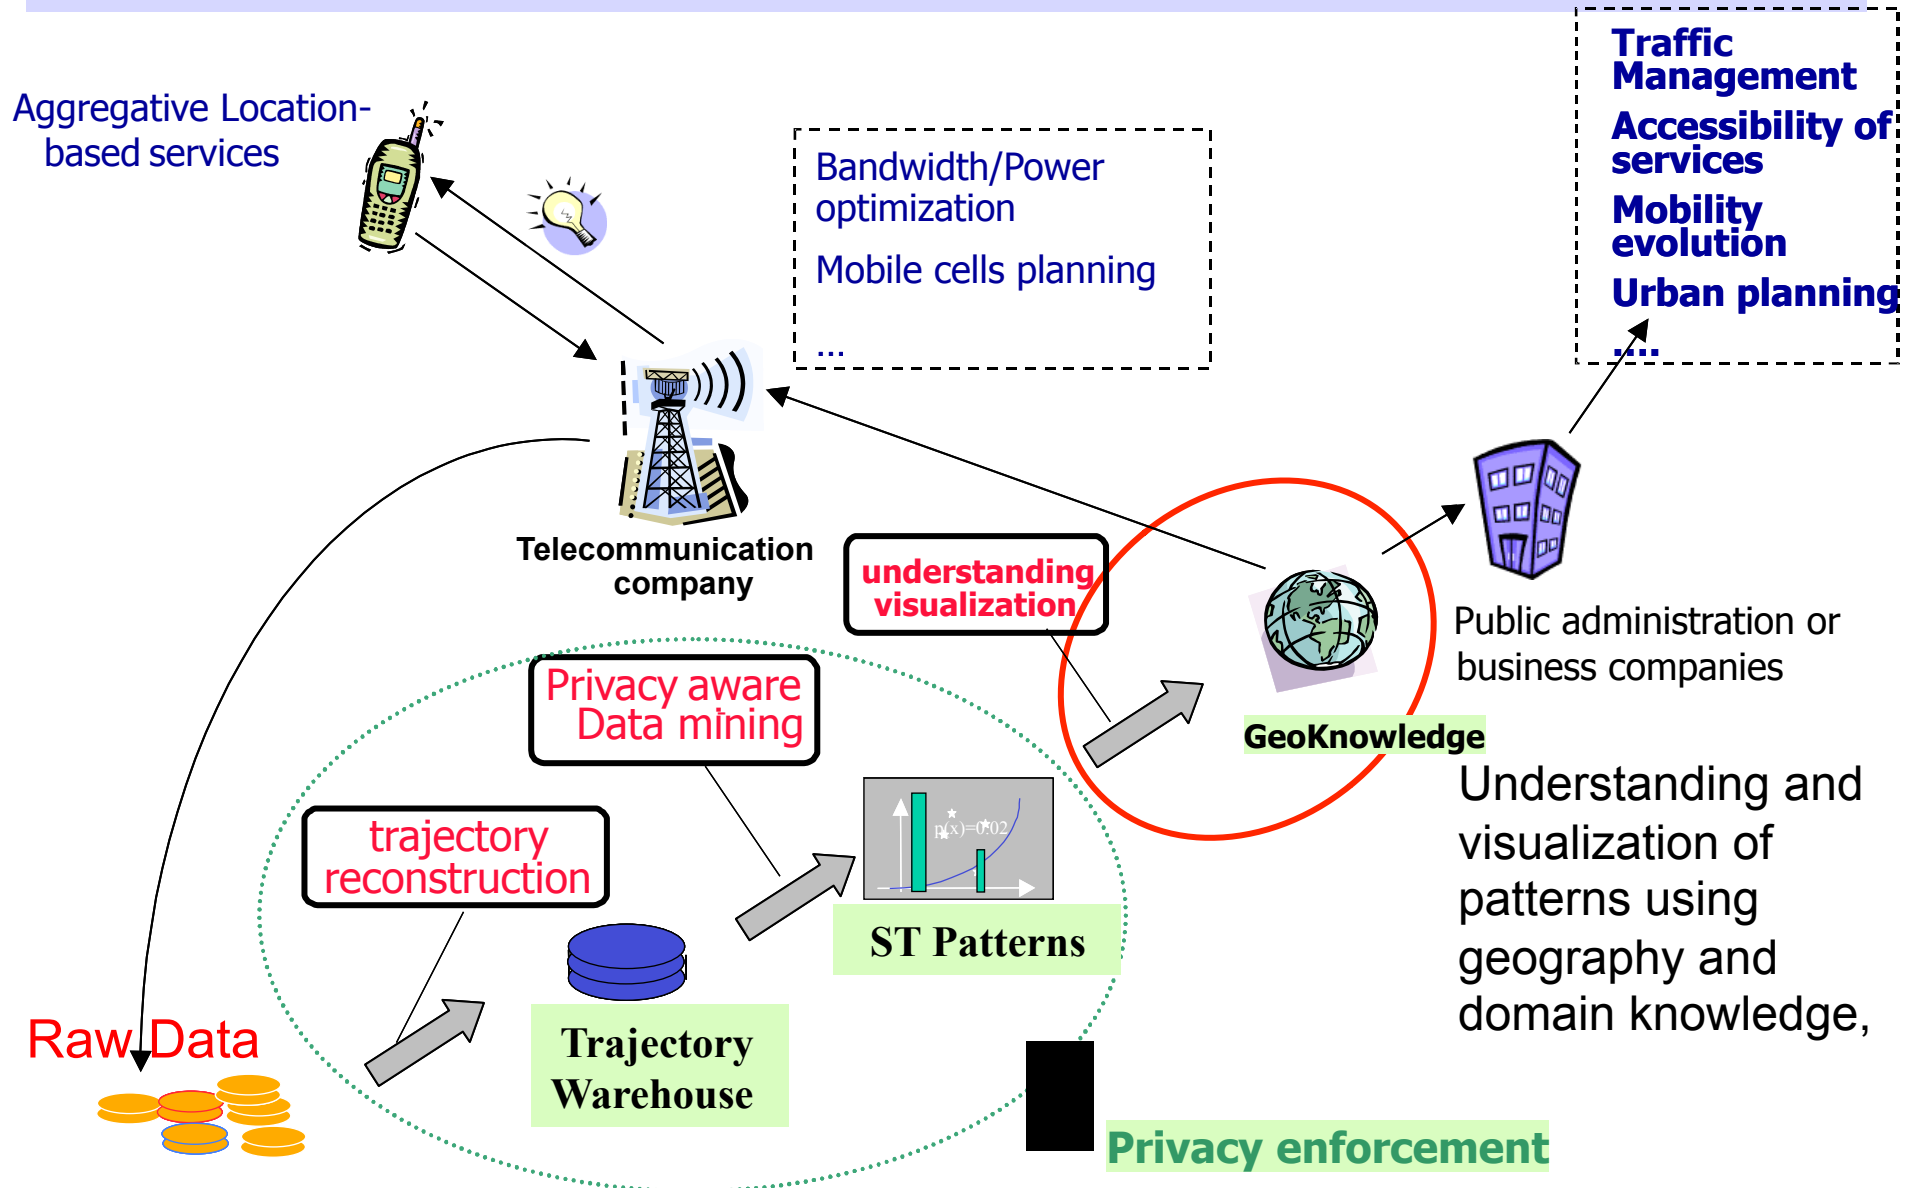 Traffic
Management
Accessibility of
services
Mobility
evolution
Urban planning
....
Aggregative Location-
based services
Bandwidth/Power
optimization
Mobile cells planning
...
Telecommunication
company
understanding
visualization
Public administration or
business companies
GeoKnowledge
Privacy aware
Data mining
trajectory
reconstruction
p(x)=0.02
ST Patterns
Understanding and
visualization of
patterns using
geography and
domain knowledge,
Raw Data
Trajectory
Warehouse
Privacy enforcement